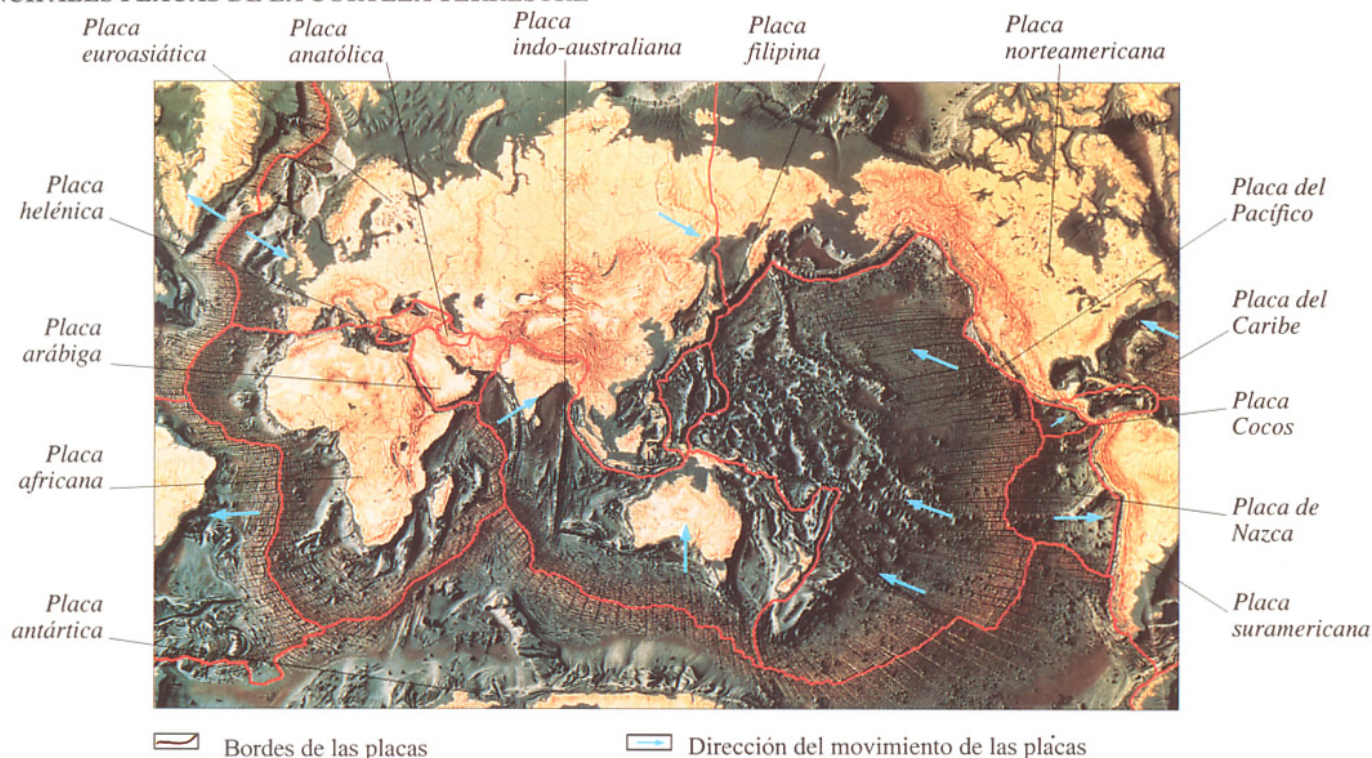 Placa
euroasiática
Placa
anatólica
Placa
indo-australiana
Placa
filipina
Placa
norteamericana
Placa
helénica
Placa
arábiga
Placa
africana
Placa
antártica
Placa del
Pacífico
Placa del
Caribe
Placa
Cocos
Placa de
Nazca
Placa
suramericana
Bordes de las placas
Dirección del movimiento de las placas